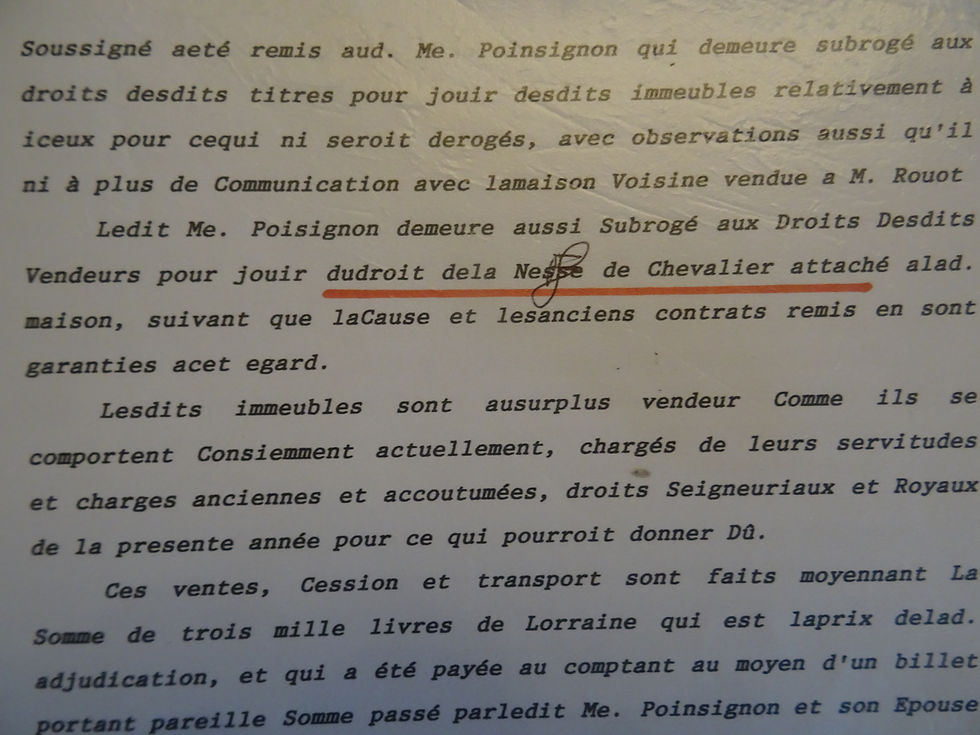 Soussigné aeté remis aud. Me. Poinsignon qui demeure subrogé aux
droits desdits titres pour jouir desdits immeubles relativement à
iceux pour cequi ni seroit derogés, avec observations aussi qu'il
ni à plus de Communication avec lamaison Voisine vendue a M. Rouot
Ledit Me. Poisignon demeure aussi Subrogé aux Droits Desdits
Vendeurs pour jouir dudroit dela Nesse de Chevalier attaché alad.
maison, suivant que laCause et lesanciens contrats remis en sont
garanties acet egard.
Lesdits immeubles sont ausurplus vendeur Comme ils se
comportent Consiemment actuellement, chargés de leurs servitudes
et charges anciennes et accoutumées, droits Seigneuriaux et Royaux
de la presente année pour ce qui pourroit donner Dû.
Ces ventes, Cession et transport sont faits moyennant La
Somme de trois mille livres de Lorraine qui est laprix delad.
adjudication, et qui a été payée au comptant au moyen d'un billet
portant pareille Somme passé parledit Me. Poinsignon et son Epouse